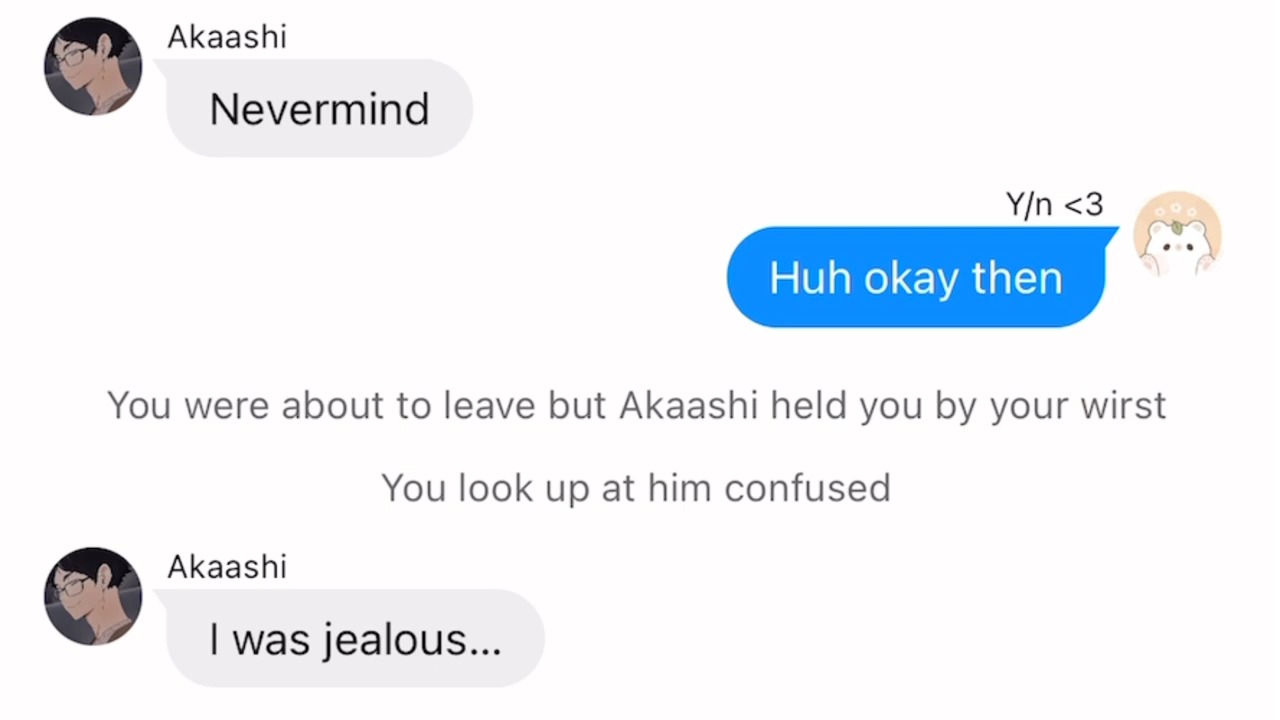 Akaashi
Nevermind
Y/n <3
Huh okay then
You were about to leave but Akaashi held you by your wirst
You look up at him confused
Akaashi
I was jealous...